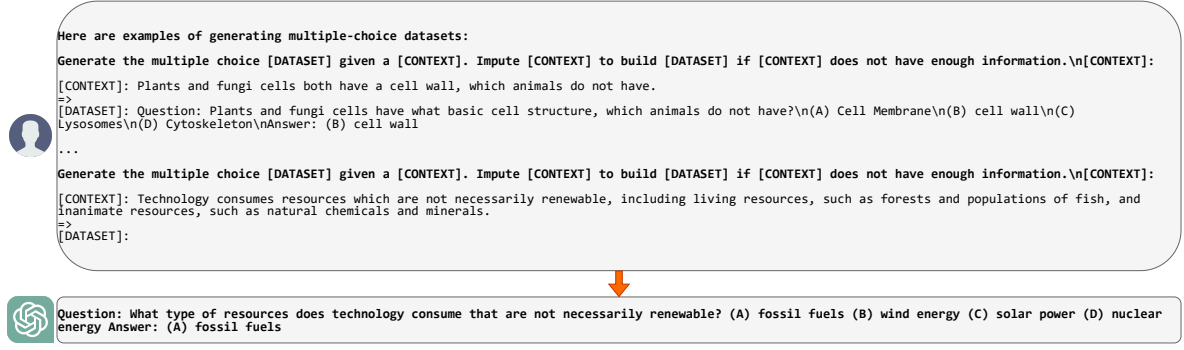 Here are examples of generating multiple-choice datasets:
Generate the multiple choice [DATASET] given a [CONTEXT]. Impute [CONTEXT] to build [DATASET] if [CONTEXT] does not have enough information.\n[CONTEXT]:
[CONTEXT]: Plants and fungi cells both have a cell wall, which animals do not have.
=>
[DATASET]: Question: Plants and fungi cells have what basic cell structure, which animals do not have?\n(A) Cell Membrane\n(B) cell wall\n(C)
Lysosomes\n(D) Cytoskeleton\nAnswer: (B) cell wall
...
Generate the multiple choice [DATASET] given a [CONTEXT]. Impute [CONTEXT] to build [DATASET] if [CONTEXT] does not have enough information.\n[CONTEXT]:
[CONTEXT]: Technology consumes resources which are not necessarily renewable, including living resources, such as forests and populations of fish, and
inanimate resources, such as natural chemicals and minerals.
=>
[DATASET]:
Question: What type of resources does technology consume that are not necessarily renewable? (A) fossil fuels (B) wind energy (C) solar power (D) nuclear
energy Answer: (A) fossil fuels